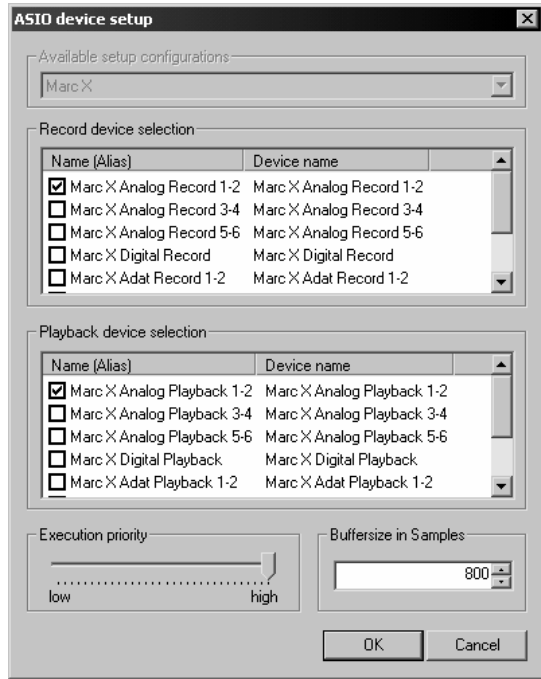 ASIO device setup
Available setup configurations
Marc X
Record device selection
Name (Alias) Device name
Marc X Analog Record 1-2 Marc X Analog Record 1-2
Marc X Analog Record 3-4 Marc X Analog Record 3-4
Marc X Analog Record 5-6 Marc X Analog Record 5-6
Marc X Digital Record Marc X Digital Record
Marc X Adat Record 1-2 Marc X Adat Record 1-2
Playback device selection
Name (Alias) Device name
Marc X Analog Playback 1-2 Marc X Analog Playback 1-2
Marc X Analog Playback 3-4 Marc X Analog Playback 3-4
Marc X Analog Playback 5-6 Marc X Analog Playback 5-6
Marc X Digital Playback Marc X Digital Playback
Marc X Adat Playback 1-2 Marc X Adat Playback 1-2
Execution priority Buffersize in Samples
800
low high
OK Cancel